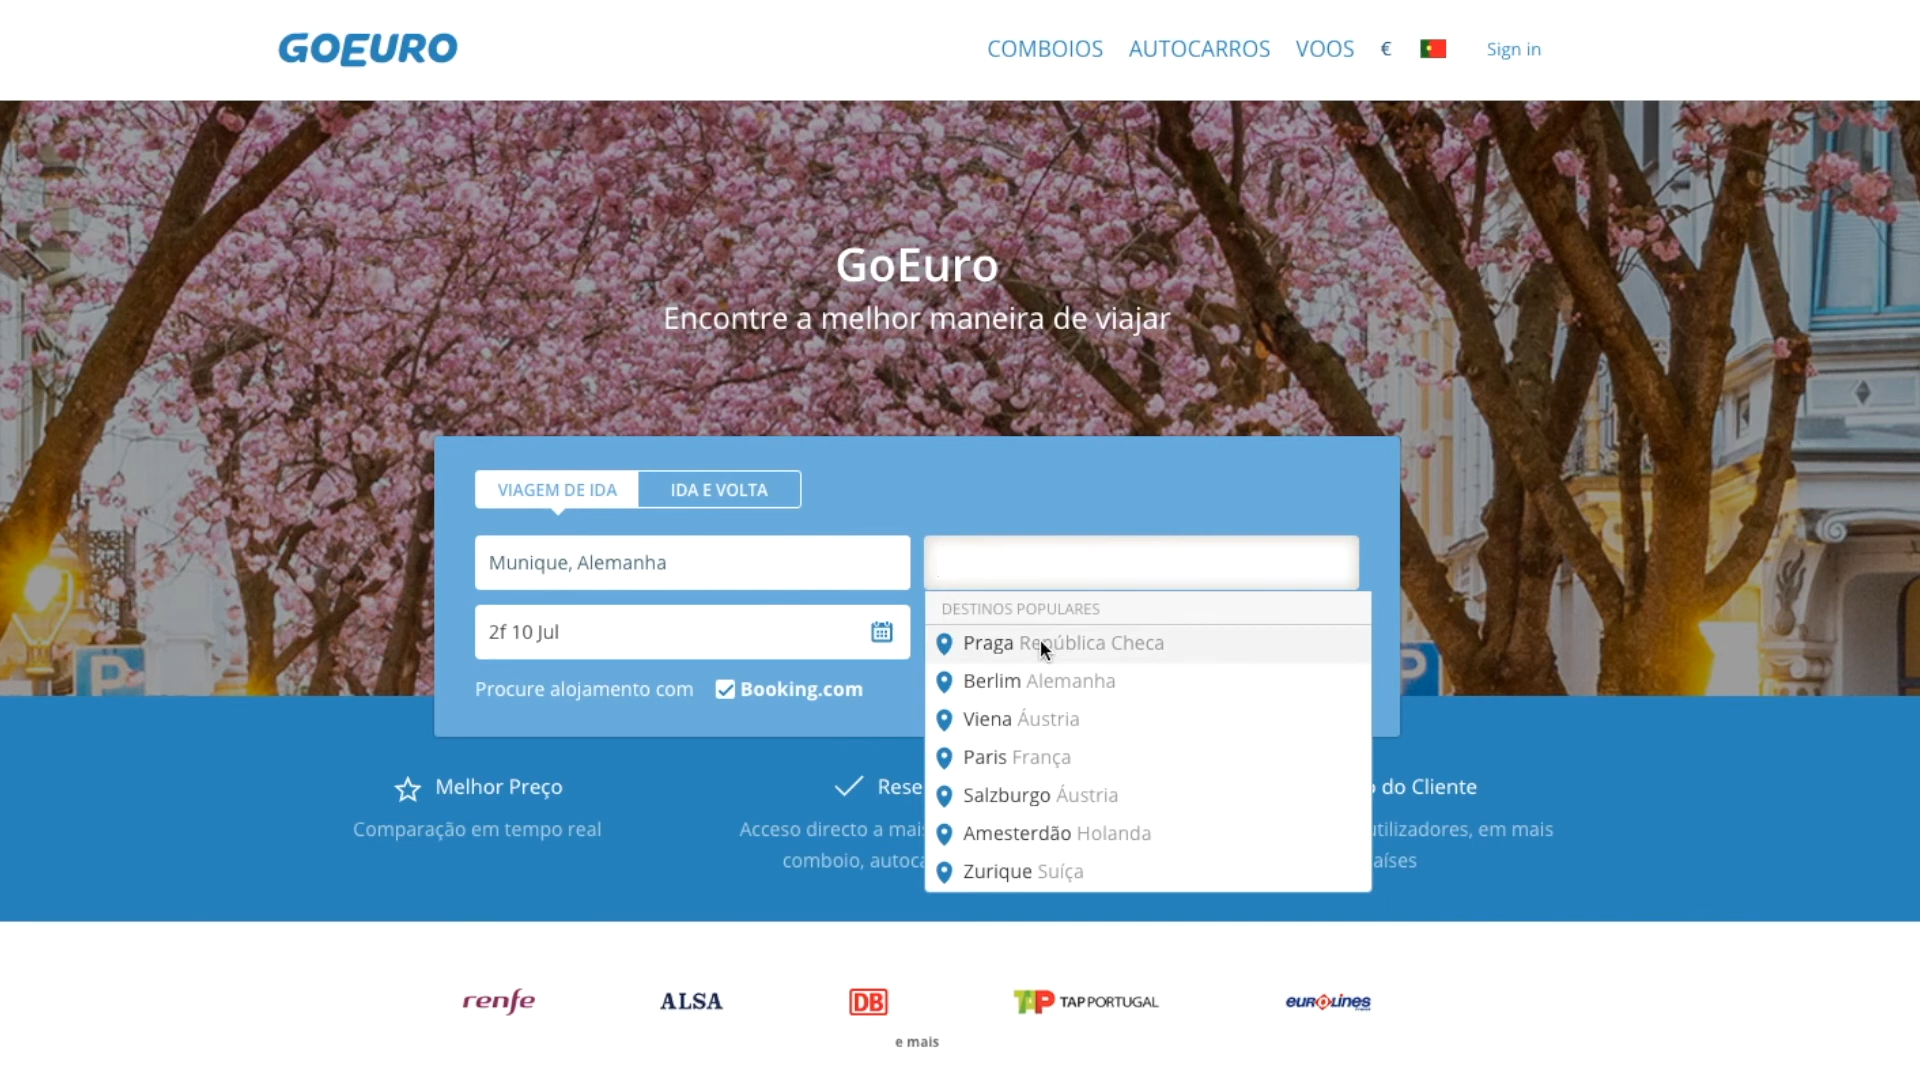 GOEURO
COMBOIOS AUTOCARROS VOOS € Sign in
GoEuro
Encontre a melhor maneira de viajar
VIAGEM DE IDA IDA E VOLTA
Munique, Alemanha
2f 10 Jul
Procure alojamento com Booking.com
DESTINOS POPULARES
Praga República Checa
Berlim Alemanha
Viena Áustria
Paris França
Salzburgo Áustria
Amesterdão Holanda
Zurique Suíça
Melhor Preço
Comparação em tempo real
Rese
Acceso directo a mai
comboio, autoca
do Cliente
utilizadores, em mais
aíses
renfe ALSA DB TAP TAP PORTUGAL EUROLINES
e mais